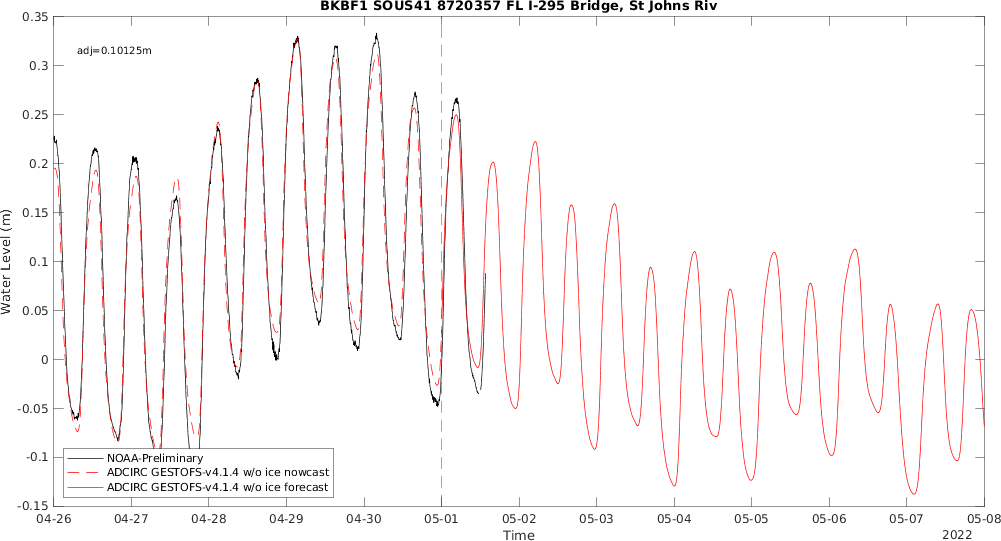 BKBF1 SOUS41 8720357 FL I-295 Bridge, St Johns Riv
adj=0.10125m
0.35
0.3
0.25
0.2
0.15
0.1
0.05
0
-0.05
-0.1
-0.15
Water Level (m)
NOAA-Preliminary
ADCIRC GESTOFS-v4.1.4 w/o ice nowcast
ADCIRC GESTOFS-v4.1.4 w/o ice forecast
04-26 04-27 04-28 04-29 04-30 05-01 05-02 05-03 05-04 05-05 05-06 05-07 05-08
Time
2022